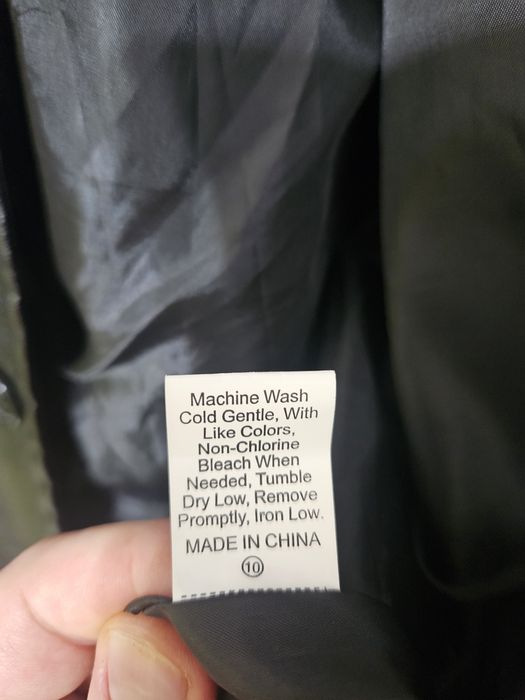 Machine Wash
Cold Gentle, With
Like Colors,
Non-Chlorine
Bleach When
Needed, Tumble
Dry Low, Remove
Promptly, Iron Low.
MADE IN CHINA
10